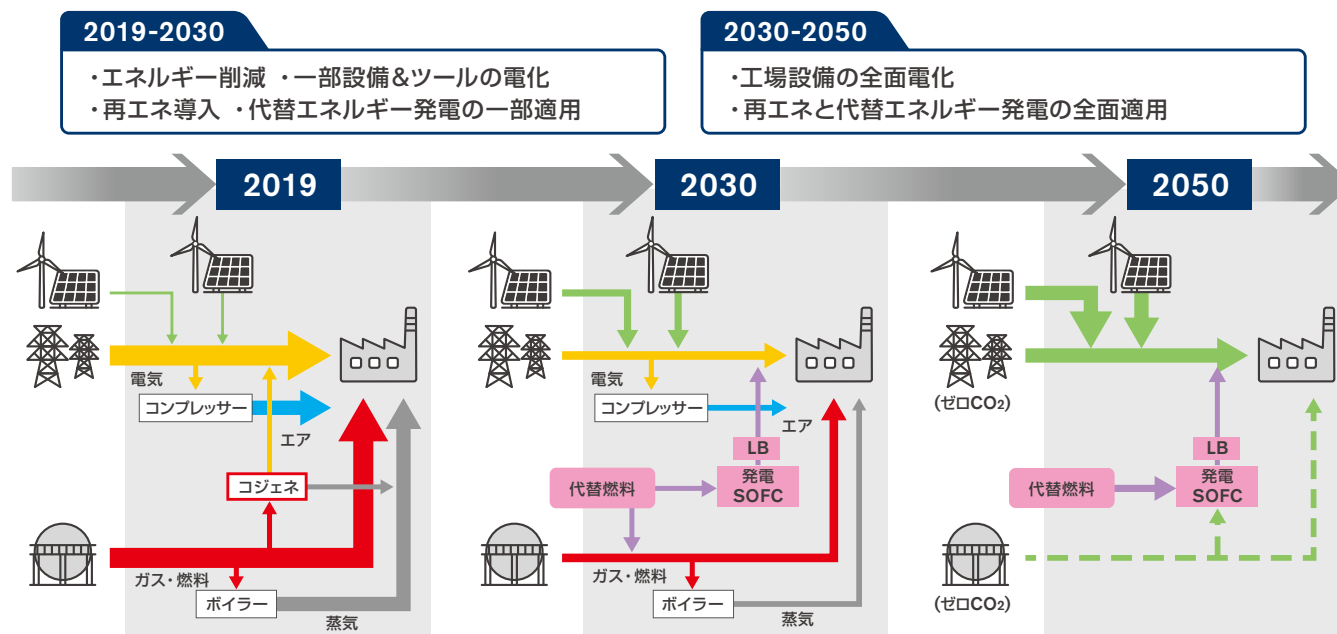 2019-2030
・エネルギー削減 ・一部設備&ツールの電化
・再エネ導入 ・代替エネルギー発電の一部適用
2030-2050
・工場設備の全面電化
・再エネと代替エネルギー発電の全面適用
2019
2030
2050
電気
コンプレッサー
エア
コジェネ
ガス・燃料
ボイラー
蒸気
電気
コンプレッサー
エア
LB
代替燃料
発電
SOFC
ガス・燃料
ボイラー
蒸気
(ゼロCO2)
LB
代替燃料
発電
SOFC
(ゼロCO2)